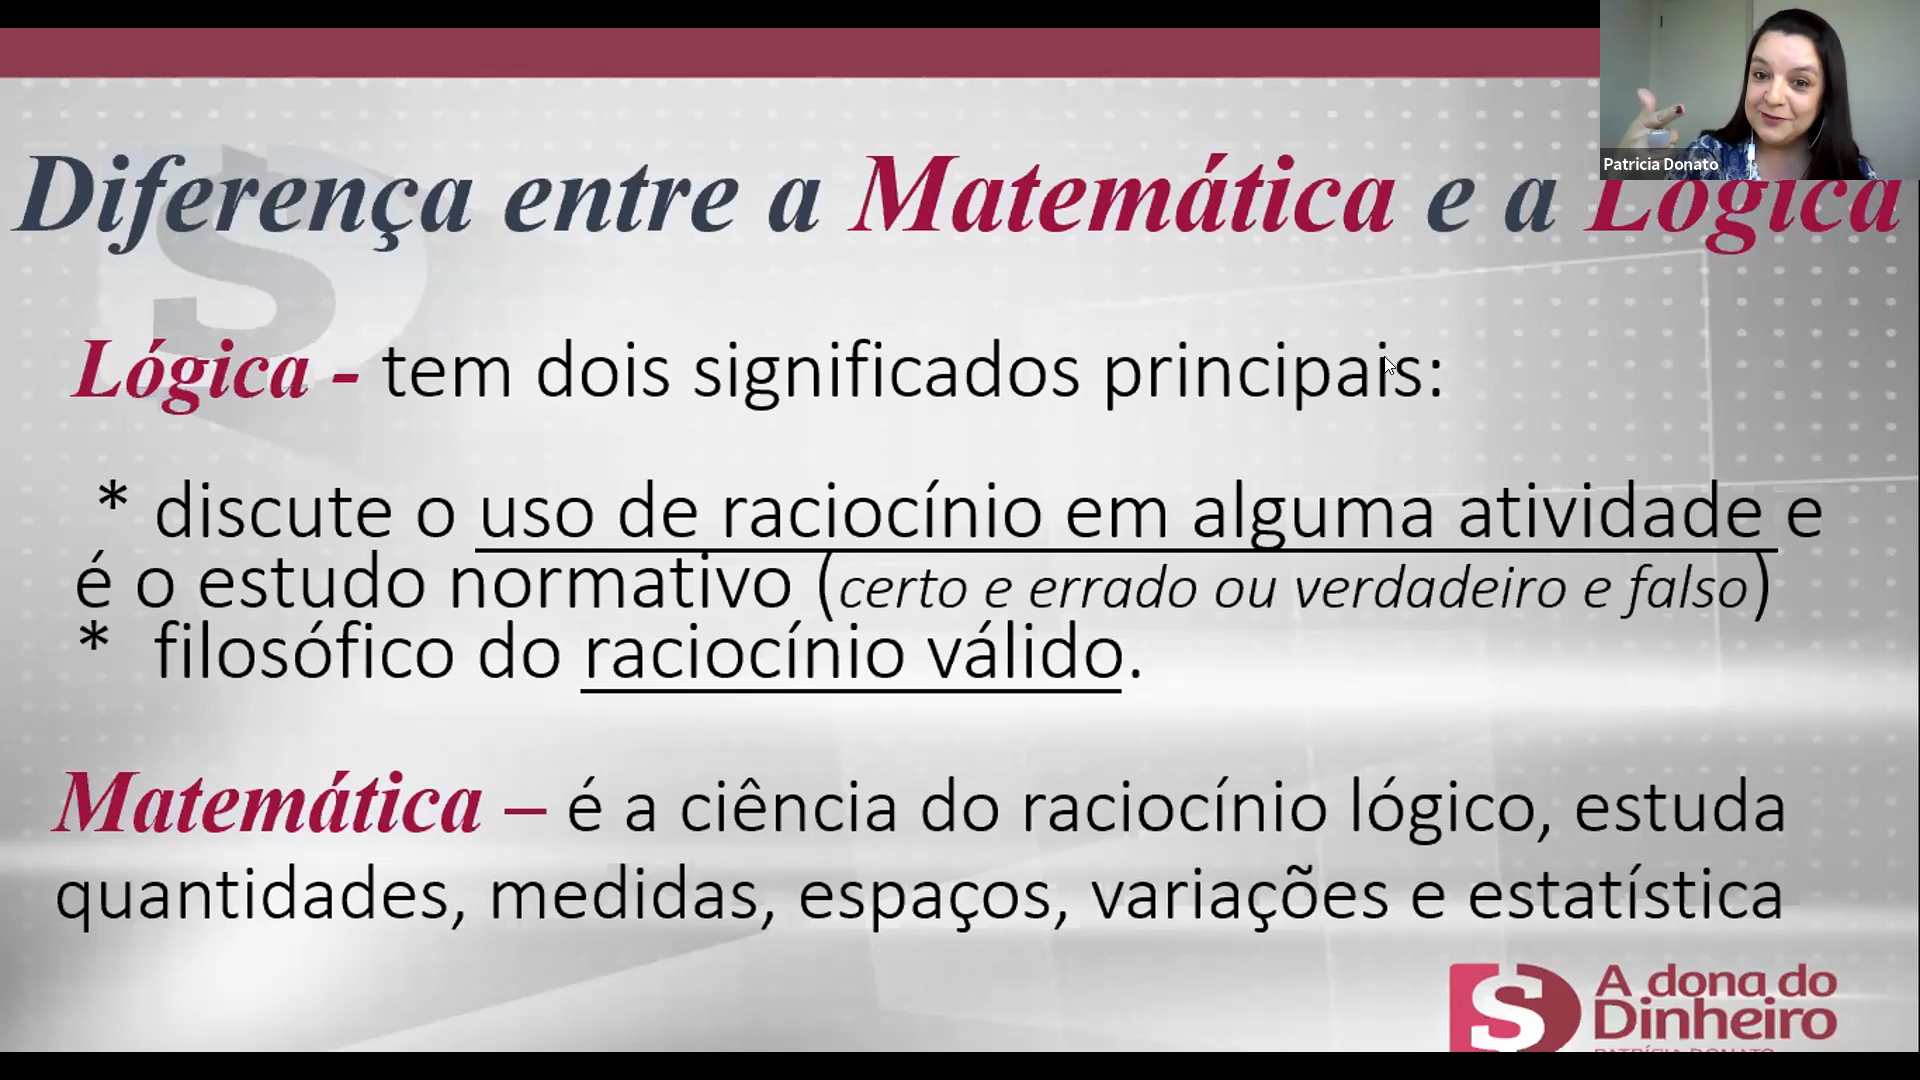 Patricia Donato
Diferença entre a Matemática e a Lógica
Lógica - tem dois significados principais:
* discute o uso de raciocínio em alguma atividade e
é o estudo normativo (certo e errado ou verdadeiro e falso)
* filosófico do raciocínio válido.
Matemática – é a ciência do raciocínio lógico, estuda
quantidades, medidas, espaços, variações e estatística
A dona do
Dinheiro
PATRÍCIA DONATO